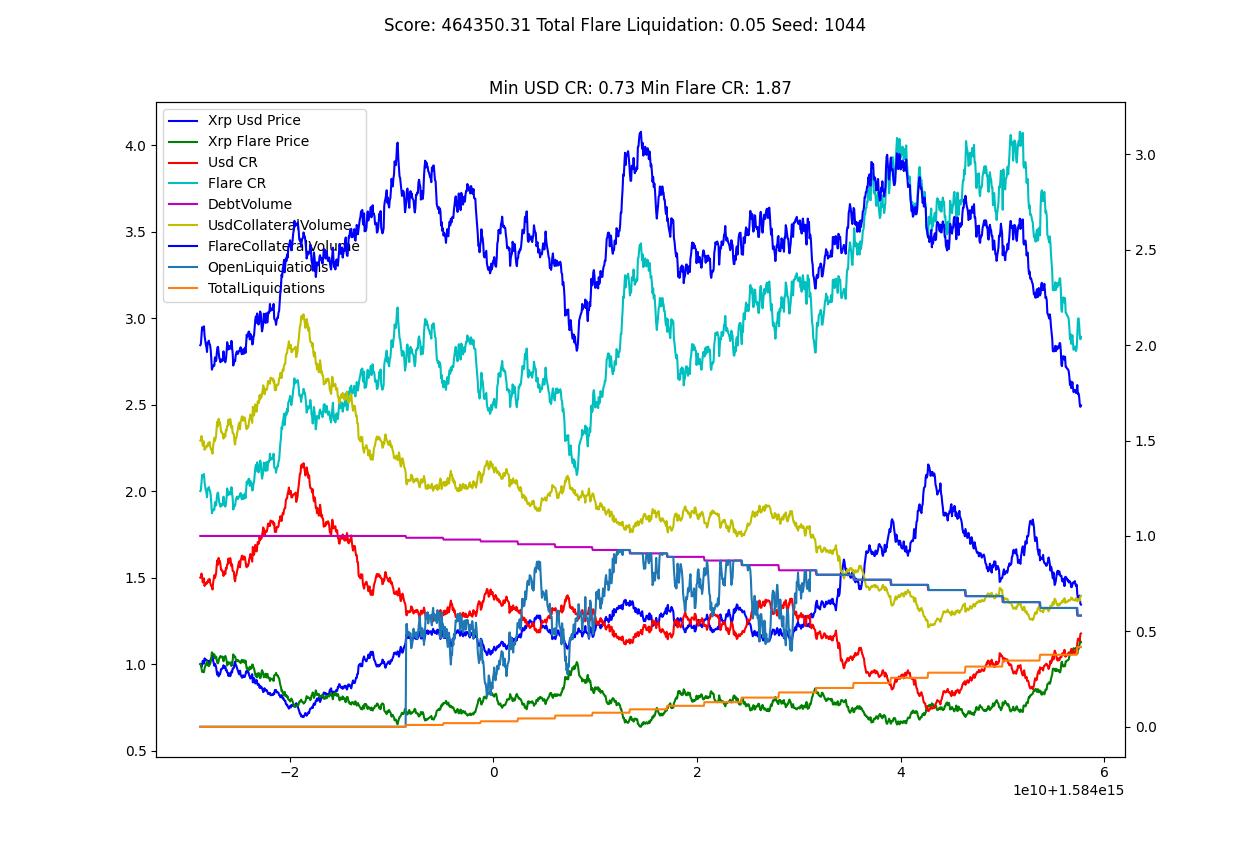 Score: 464350.31 Total Flare Liquidation: 0.05 Seed: 1044
Min USD CR: 0.73 Min Flare CR: 1.87
Xrp Usd Price
Xrp Flare Price
Usd CR
Flare CR
DebtVolume
UsdCollateralVolume
FlareCollateralVolume
OpenLiquidations
TotalLiquidations
4.0
3.5
3.0
2.5
2.0
1.5
1.0
0.5
3.0
2.5
2.0
1.5
1.0
0.5
0.0
−2 0 2 4 6
1e10+1.584e15